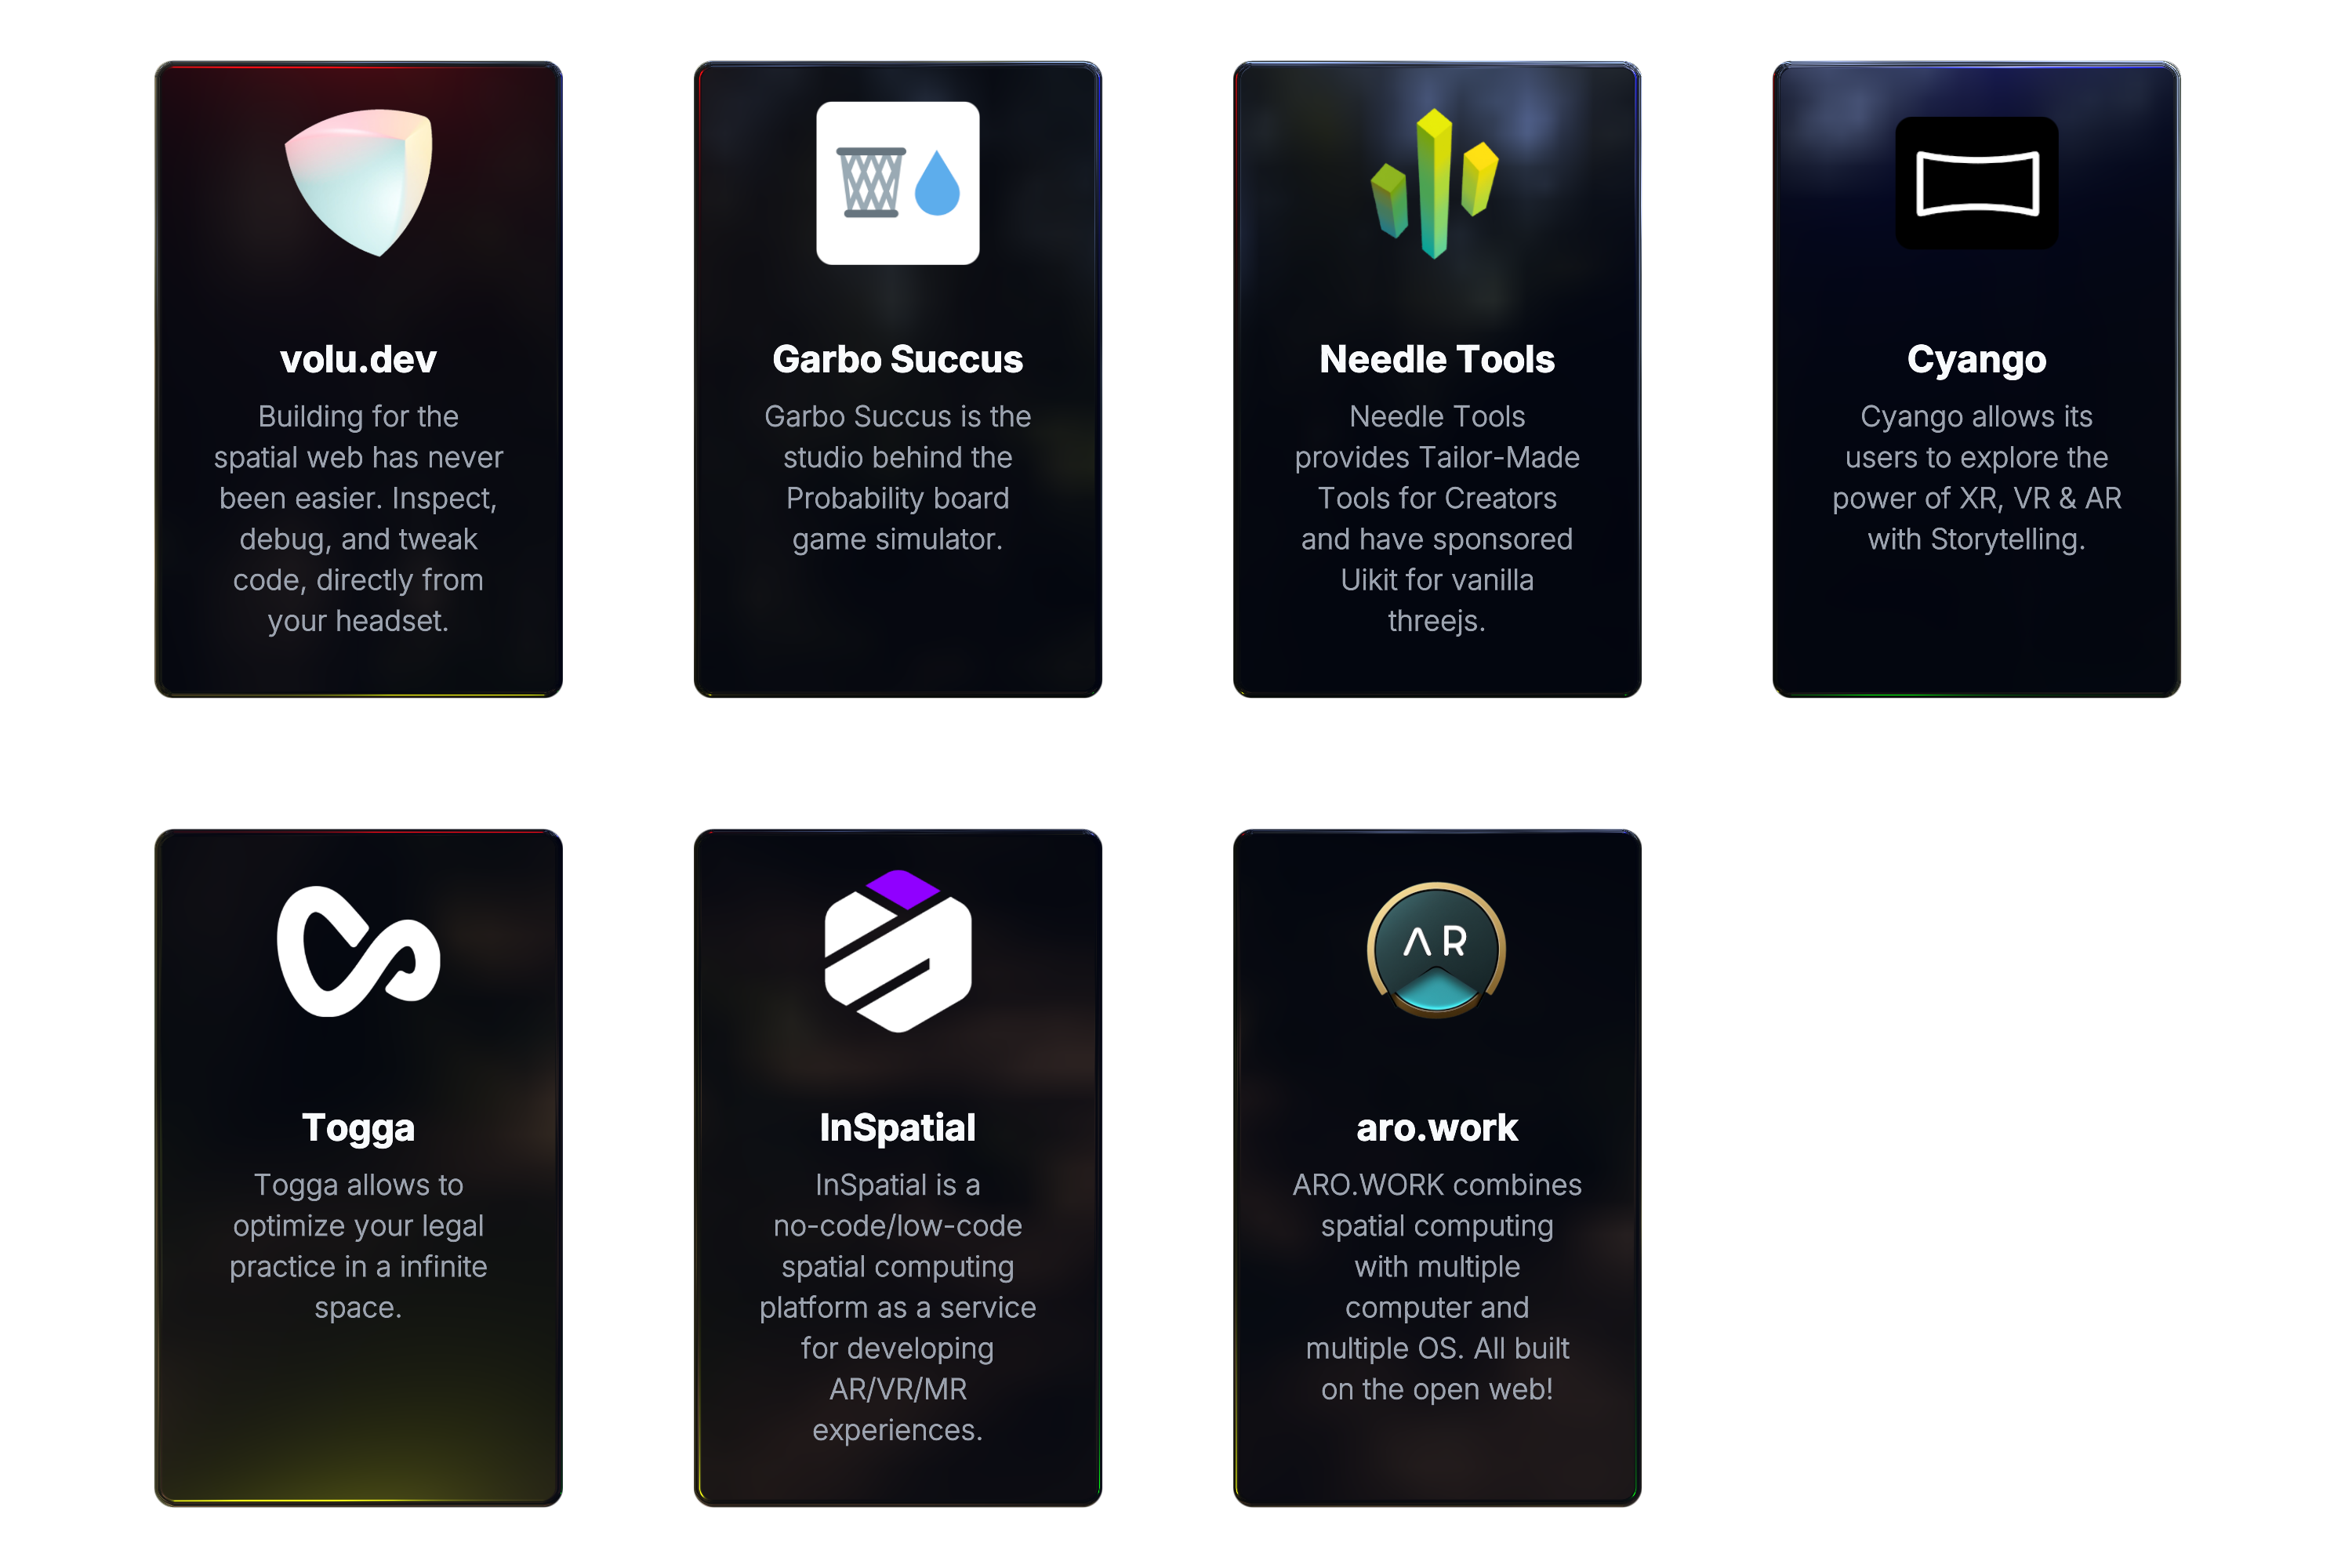 volu.dev
Building for the
spatial web has never
been easier. Inspect,
debug, and tweak
code, directly from
your headset.
Garbo Succus
Garbo Succus is the
studio behind the
Probability board
game simulator.
Needle Tools
Needle Tools
provides Tailor-Made
Tools for Creators
and have sponsored
Uikit for vanilla
threejs.
Cyango
Cyango allows its
users to explore the
power of XR, VR & AR
with Storytelling.
Togga
Togga allows to
optimize your legal
practice in a infinite
space.
InSpatial
InSpatial is a
no-code/low-code
spatial computing
platform as a service
for developing
AR/VR/MR
experiences.
AR
aro.work
ARO.WORK combines
spatial computing
with multiple
computer and
multiple OS. All built
on the open web!